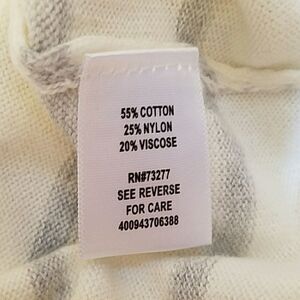 55% COTTON
25% NYLON
20% VISCOSE
RN#73277
SEE REVERSE
FOR CARE
400943706388